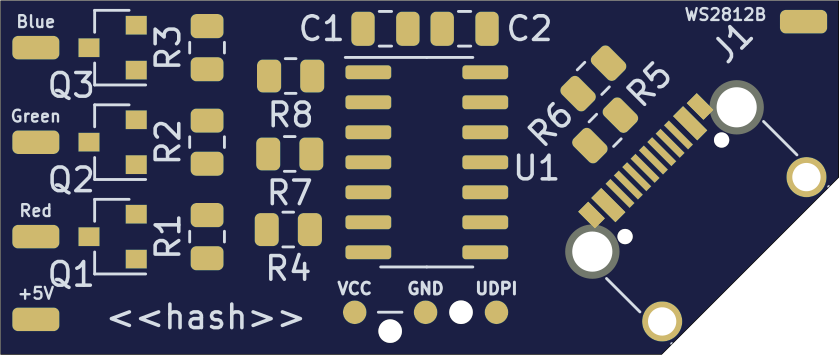 Blue
Q3
R3
C1
C2
WS2812B
J1
R8
R6
R5
Green
Q2
R2
R7
U1
Red
Q1
R1
R4
+5V
<<hash>>
VCC
GND
UDPI